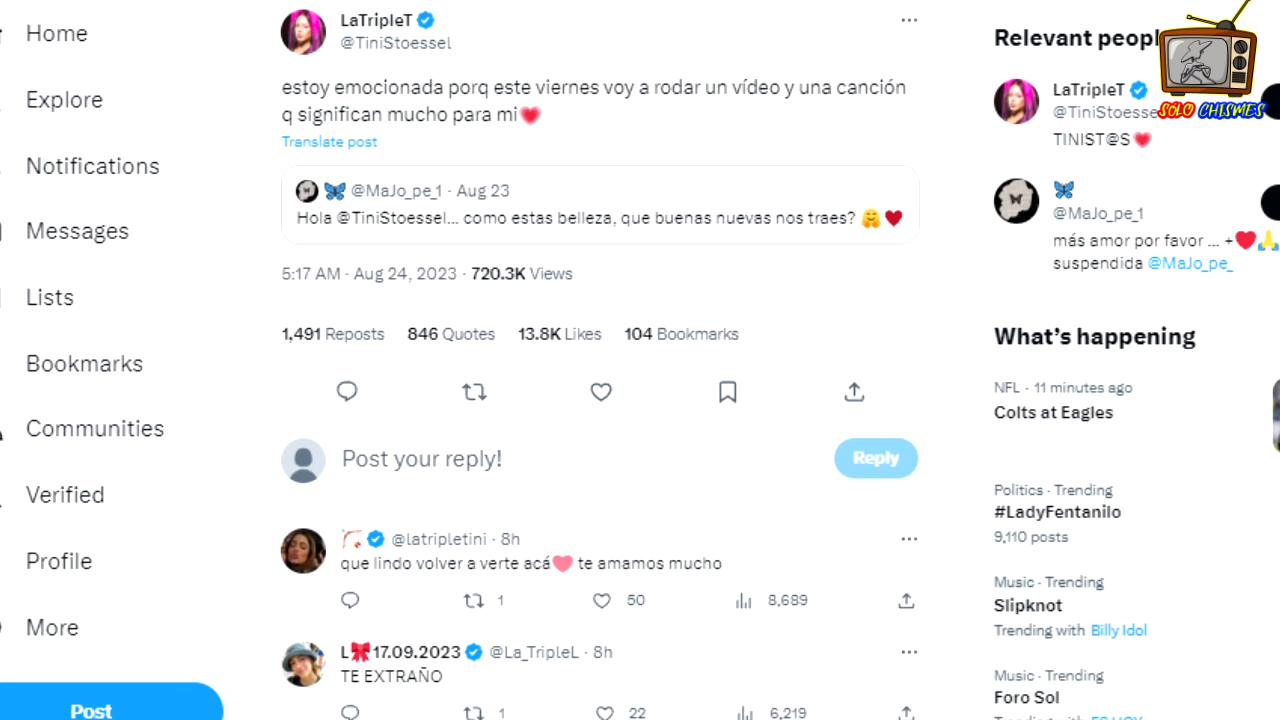 Home
Explore
Notifications
Messages
Lists
Bookmarks
Communities
Verified
Profile
More
Post
LaTripleT
@TiniStoessel
estoy emocionada porq este viernes voy a rodar un vídeo y una canción
q significan mucho para mi
Translate post
@MaJo_pe_1 · Aug 23
Hola @TiniStoessel... como estas belleza, que buenas nuevas nos traes?
5:17 AM · Aug 24, 2023 · 720.3K Views
1,491 Reposts 846 Quotes 13.8K Likes 104 Bookmarks
Post your reply!
Reply
@latripletini · 8h
que lindo volver a verte acá te amamos mucho
1 50 8,689
L 17.09.2023 @La_TripleL · 8h
TE EXTRAÑO
1 22 6,219
Relevant peopl
SOLO CHISMES
LaTripleT
@TiniStoesse
TINIST@S
@MaJo_pe_1
más amor por favor ... +
suspendida @MaJo_pe_
What's happening
NFL · 11 minutes ago
Colts at Eagles
Politics · Trending
#LadyFentanilo
9,110 posts
Music · Trending
Slipknot
Trending with Billy Idol
Music · Trending
Foro Sol
Trending with